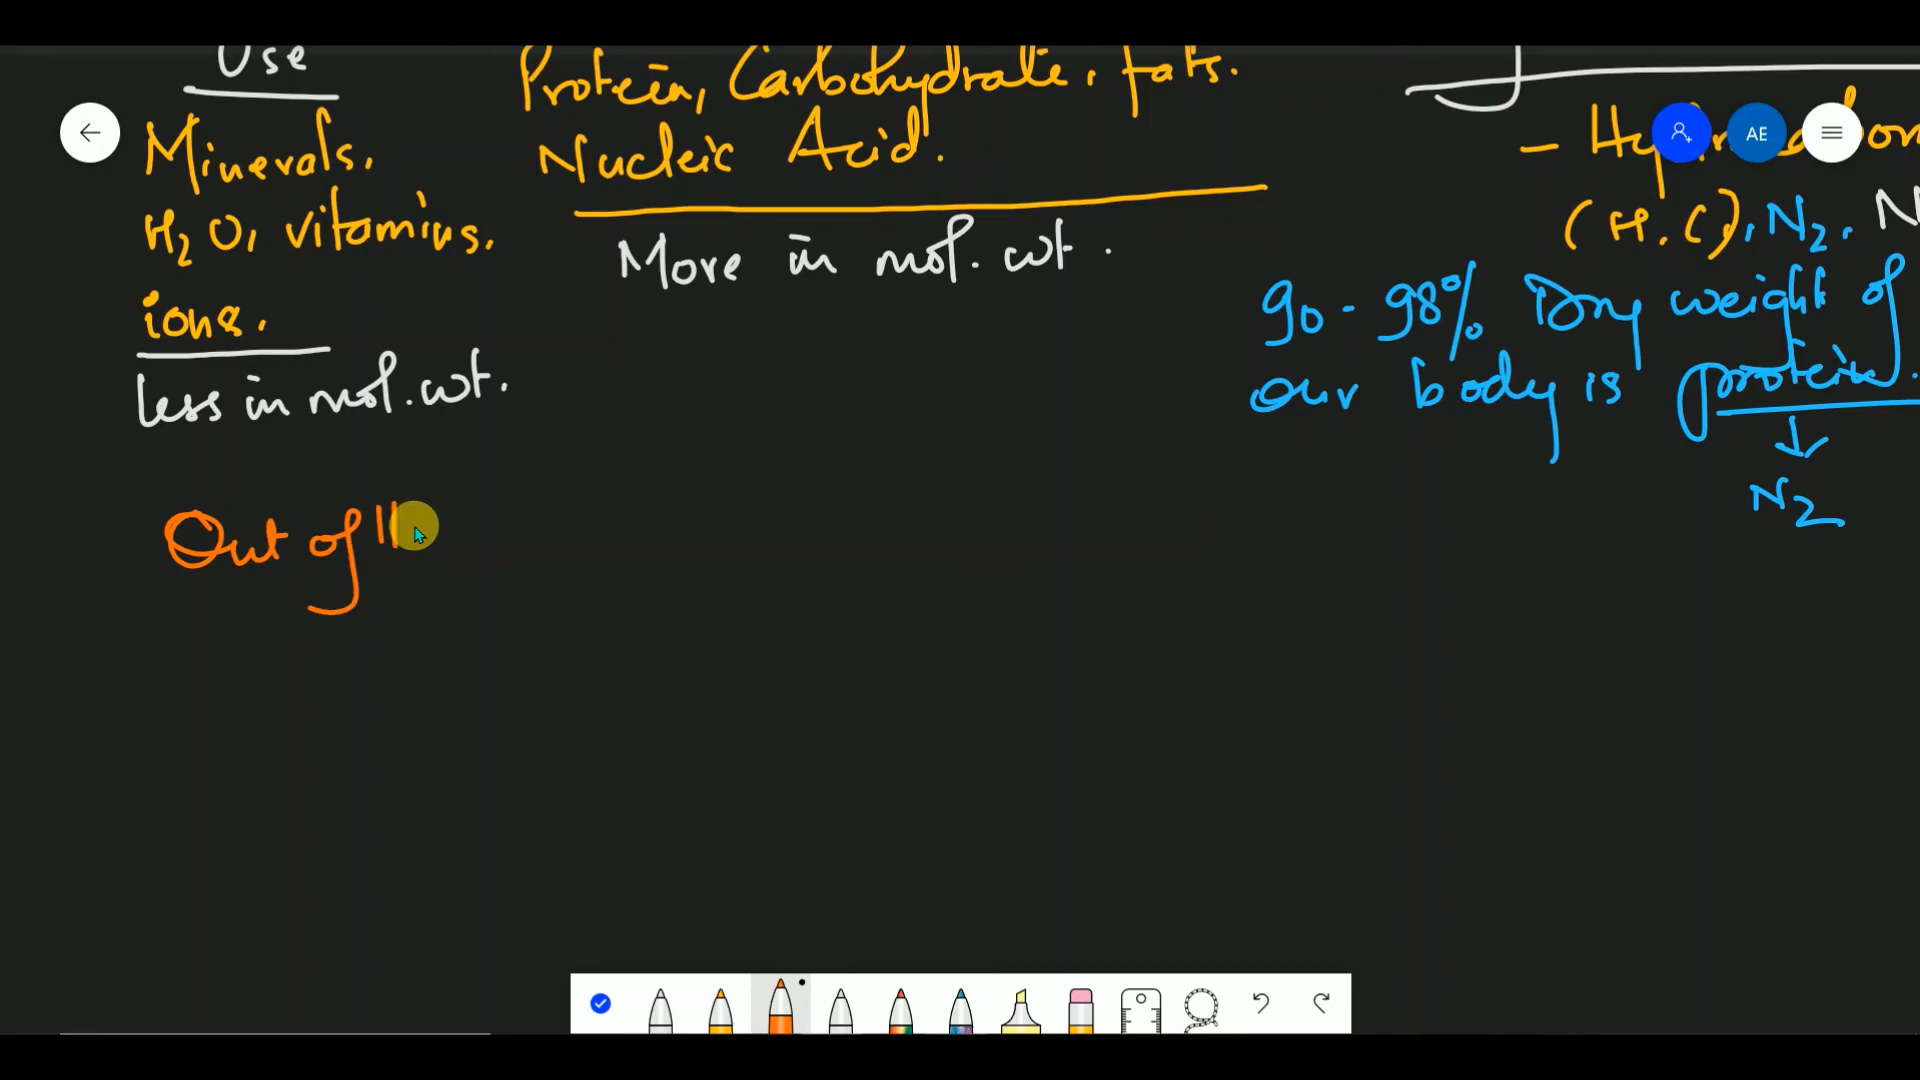 Use
Minerals.
H2O, vitamins.
ions.
less in mol. wt.
Protein, Carbohydrate, fats.
Nucleic Acid.
More in mol. wt.
(H.C), N2.
90 - 98% Dry weight of
our body is protein.
N2
Out of 11
AE